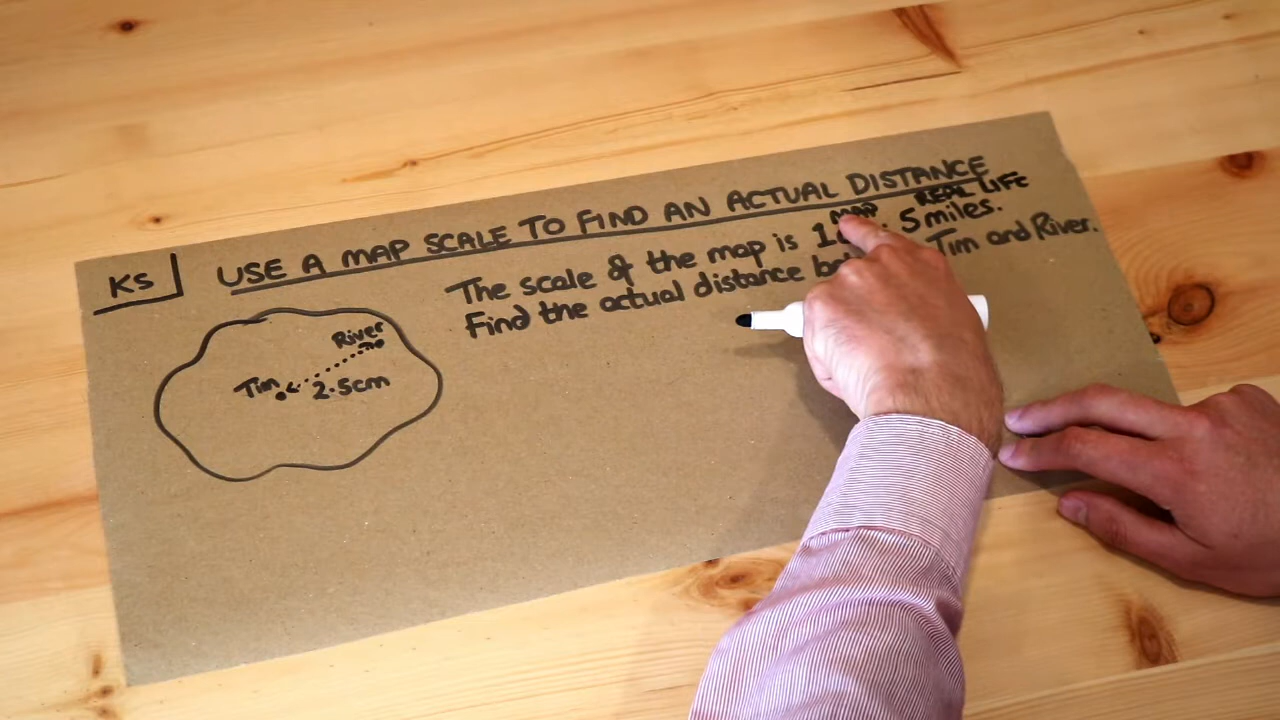 USE A MAP SCALE TO FIND AN ACTUAL DISTANCE
K5
MAP REAL LIFE
The scale of the map is 1 : 5 miles.
Find the actual distance Tim and River.
River
Tim
2.5cm